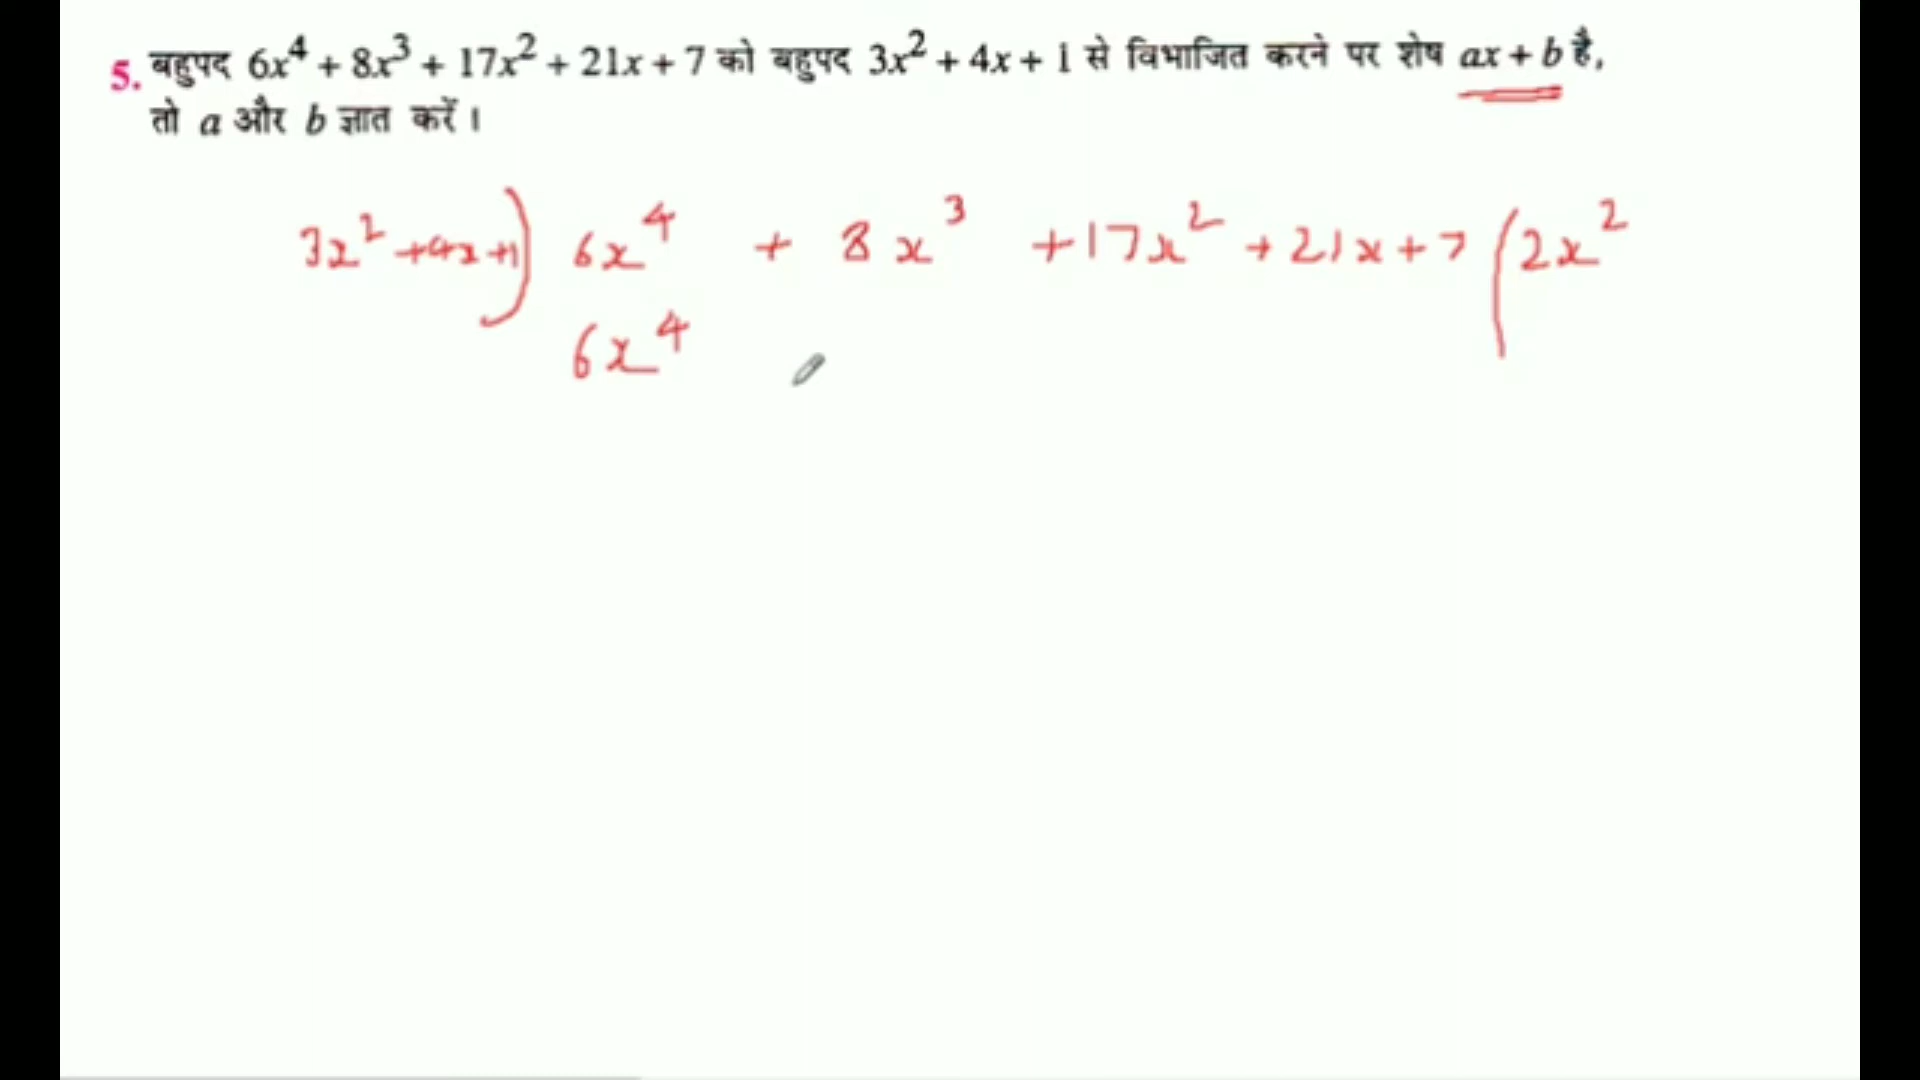 5. बहुपद 6x⁴ + 8x³ + 17x² + 21x + 7 को बहुपद 3x² + 4x + 1 से विभाजित करने पर शेष ax + b है,
तो a और b ज्ञात करें ।
3x² + 4x + 1 ) 6x⁴ + 8x³ + 17x² + 21x + 7 ( 2x²
6x⁴